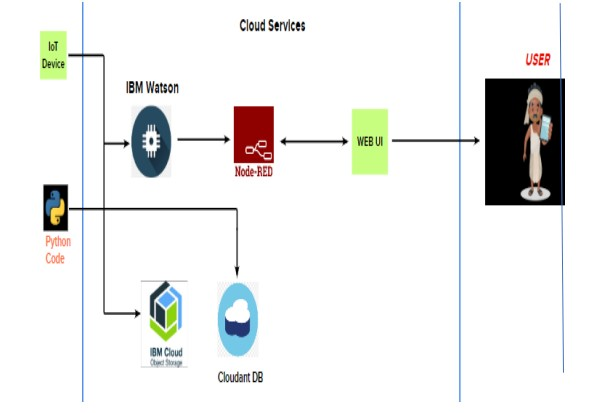 Cloud Services
IoT
Device
USER
IBM Watson
Node-RED
WEB UI
Python
Code
IBM Cloud
Object Storage
Cloudant DB